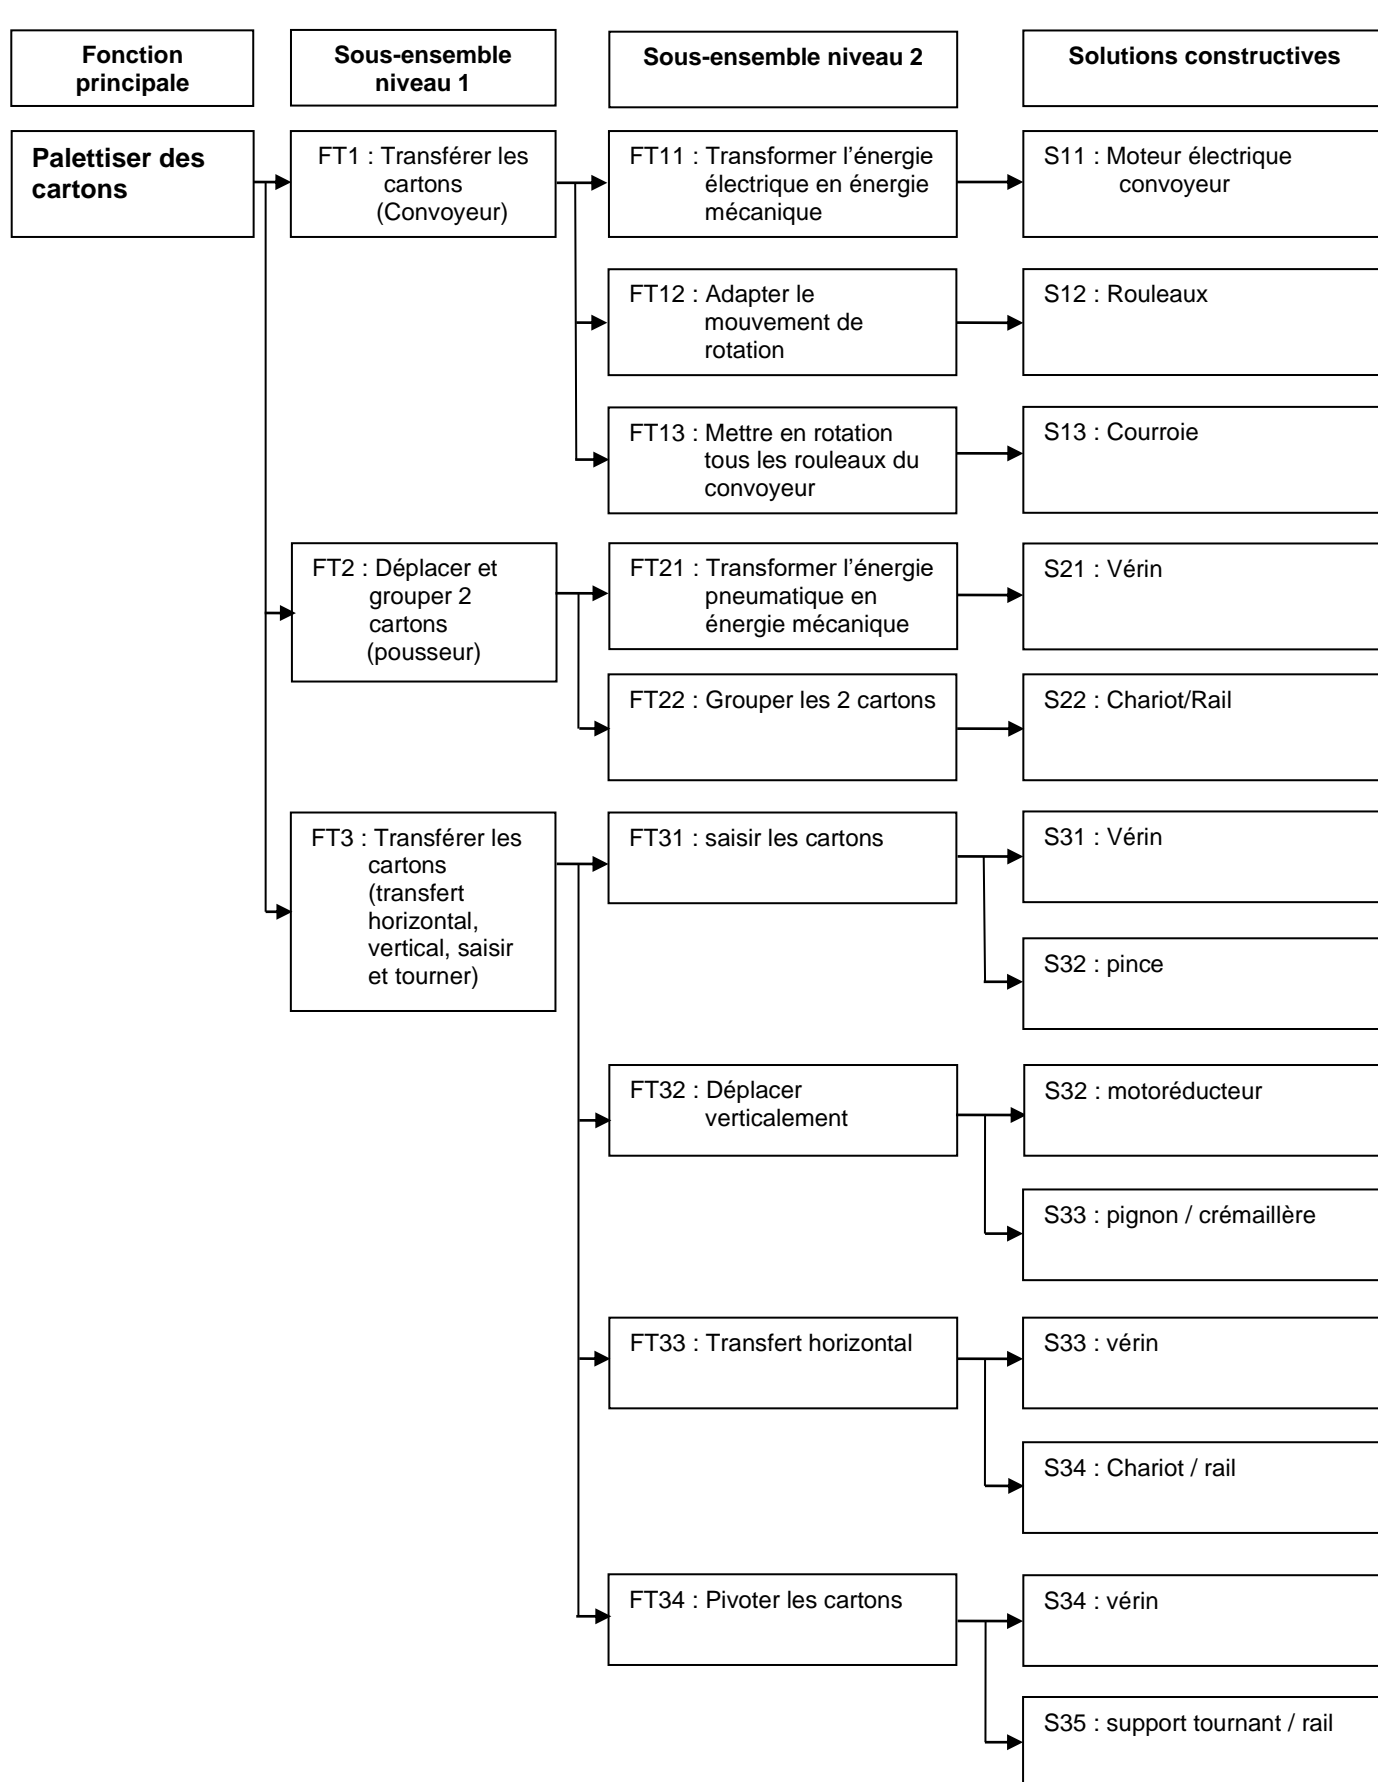 Fonction
principale
Sous-ensemble
niveau 1
Sous-ensemble niveau 2
Solutions constructives
Palettiser des
cartons
FT1 : Transférer les
cartons
(Convoyeur)
FT11 : Transformer l’énergie
électrique en énergie
mécanique
S11 : Moteur électrique
convoyeur
FT12 : Adapter le
mouvement de
rotation
S12 : Rouleaux
FT13 : Mettre en rotation
tous les rouleaux du
convoyeur
S13 : Courroie
FT2 : Déplacer et
grouper 2
cartons
(pousseur)
FT21 : Transformer l’énergie
pneumatique en
énergie mécanique
S21 : Vérin
FT22 : Grouper les 2 cartons
S22 : Chariot/Rail
FT3 : Transférer les
cartons
(transfert
horizontal,
vertical, saisir
et tourner)
FT31 : saisir les cartons
S31 : Vérin
S32 : pince
FT32 : Déplacer
verticalement
S32 : motoréducteur
S33 : pignon / crémaillère
FT33 : Transfert horizontal
S33 : vérin
S34 : Chariot / rail
FT34 : Pivoter les cartons
S34 : vérin
S35 : support tournant / rail